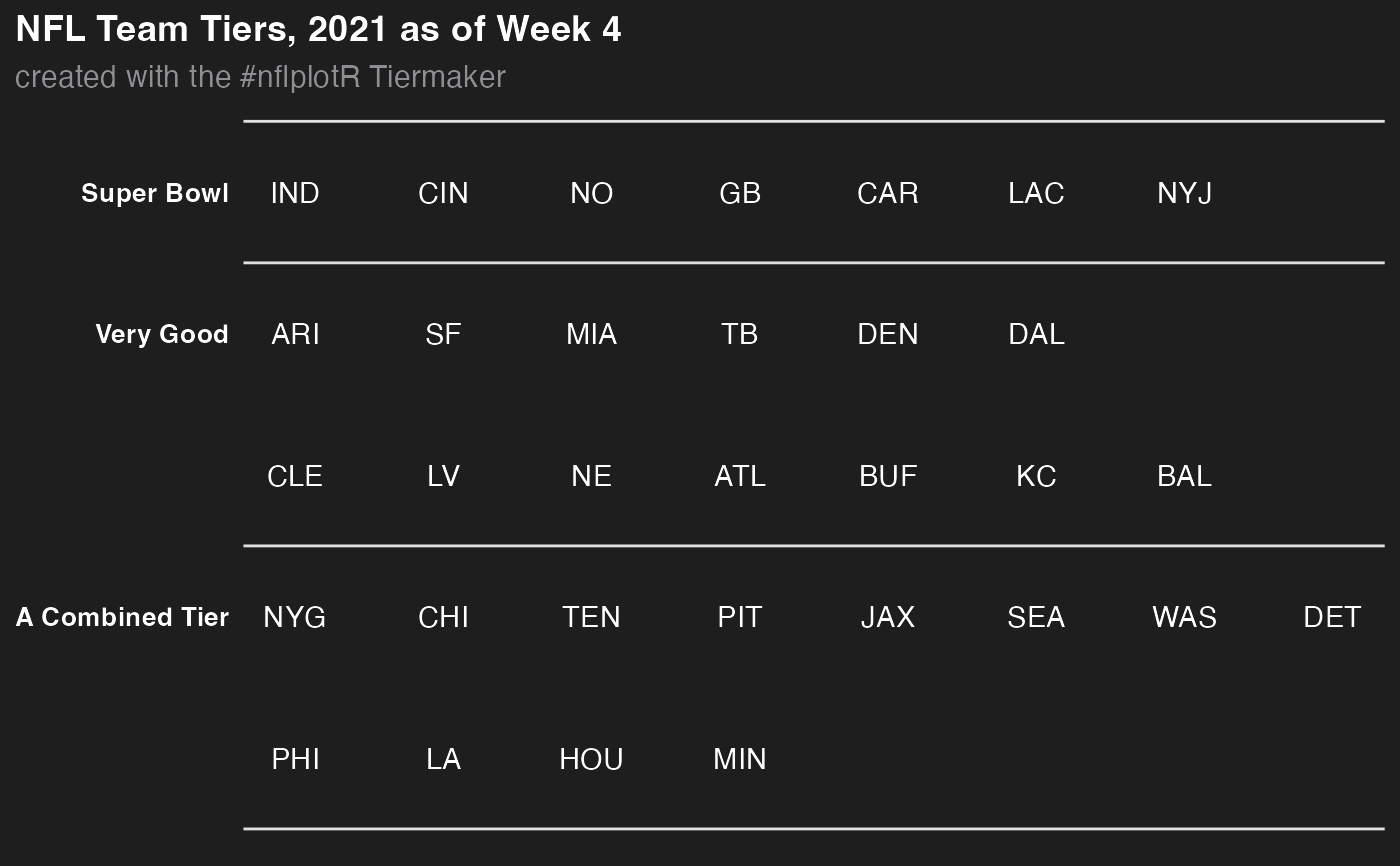 NFL Team Tiers, 2021 as of Week 4
created with the #nflplotR Tiermaker
Super Bowl IND CIN NO GB CAR LAC NYJ
Very Good ARI SF MIA TB DEN DAL
CLE LV NE ATL BUF KC BAL
A Combined Tier NYG CHI TEN PIT JAX SEA WAS DET
PHI LA HOU MIN